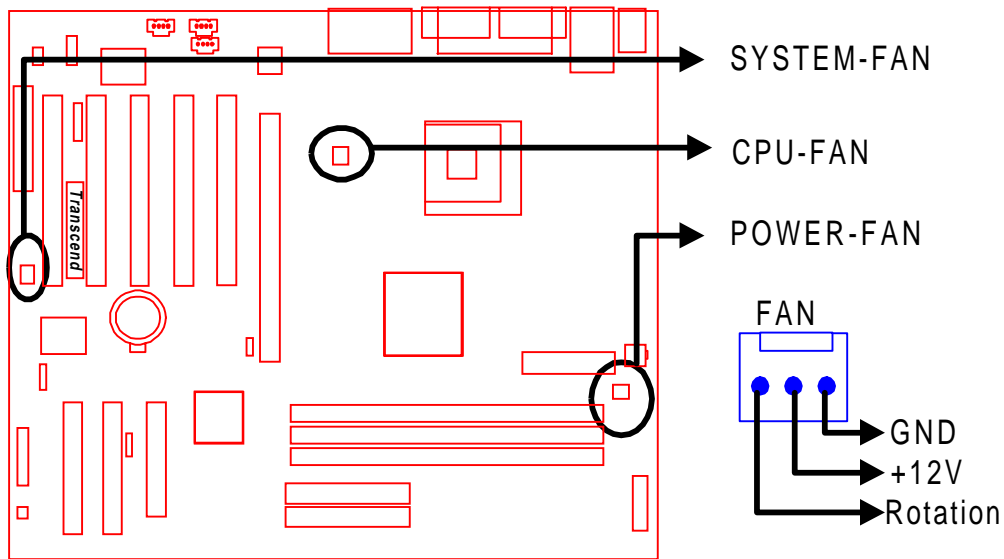 SYSTEM-FAN
CPU-FAN
Transcend
POWER-FAN
FAN
GND
+12V
Rotation